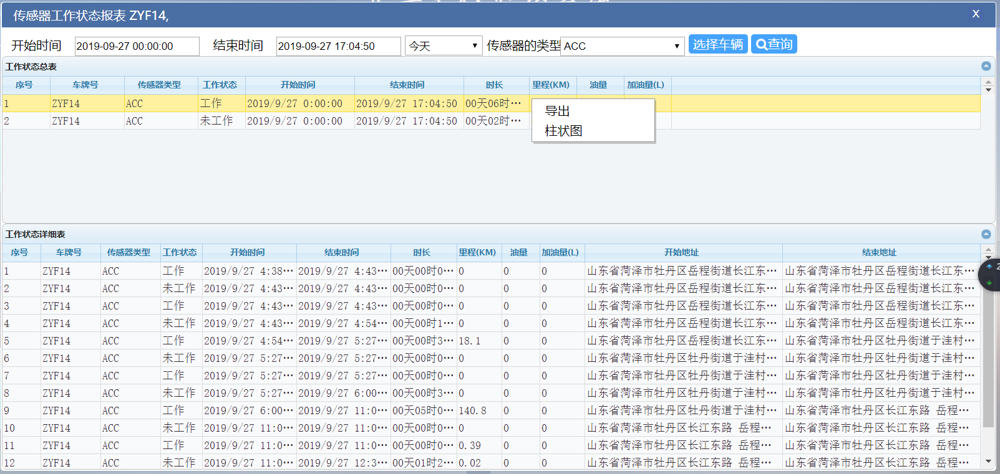 传感器工作状态报表 ZYF14,
X
开始时间 2019-09-27 00:00:00 结束时间 2019-09-27 17:04:50 今天 传感器的类型 ACC 选择车辆 查询
工作状态总表
序号 车牌号 传感器类型 工作状态 开始时间 结束时间 时长 里程(KM) 油量 加油量(L)
1 ZYF14 ACC 工作 2019/9/27 0:00:00 2019/9/27 17:04:50 00天06时…
2 ZYF14 ACC 未工作 2019/9/27 0:00:00 2019/9/27 17:04:50 00天02时…
导出
柱状图
工作状态详细表
序号 车牌号 传感器类型 工作状态 开始时间 结束时间 时长 里程(KM) 油量 加油量(L) 开始地址 结束地址
1 ZYF14 ACC 工作 2019/9/27 4:38… 2019/9/27 4:43… 00天00时0… 0 0 0 山东省菏泽市牡丹区岳程街道长江东… 山东省菏泽市牡丹区岳程街道长江东…
2 ZYF14 ACC 未工作 2019/9/27 4:43… 2019/9/27 4:43… 00天00时0… 0 0 0 山东省菏泽市牡丹区岳程街道长江东… 山东省菏泽市牡丹区岳程街道长江东…
3 ZYF14 ACC 工作 2019/9/27 4:43… 2019/9/27 4:43… 00天00时0… 0 0 0 山东省菏泽市牡丹区岳程街道长江东… 山东省菏泽市牡丹区岳程街道长江东…
4 ZYF14 ACC 未工作 2019/9/27 4:43… 2019/9/27 4:54… 00天00时1… 0 0 0 山东省菏泽市牡丹区岳程街道长江东… 山东省菏泽市牡丹区岳程街道长江东…
5 ZYF14 ACC 工作 2019/9/27 4:54… 2019/9/27 5:27… 00天00时3… 18.1 0 0 山东省菏泽市牡丹区岳程街道长江东… 山东省菏泽市牡丹区牡丹街道于洼村…
6 ZYF14 ACC 未工作 2019/9/27 5:27… 2019/9/27 5:27… 00天00时0… 0 0 0 山东省菏泽市牡丹区牡丹街道于洼村… 山东省菏泽市牡丹区牡丹街道于洼村…
7 ZYF14 ACC 工作 2019/9/27 5:27… 2019/9/27 5:27… 00天00时0… 0 0 0 山东省菏泽市牡丹区牡丹街道于洼村… 山东省菏泽市牡丹区牡丹街道于洼村…
8 ZYF14 ACC 未工作 2019/9/27 5:27… 2019/9/27 6:00… 00天00时3… 0 0 0 山东省菏泽市牡丹区牡丹街道于洼村… 山东省菏泽市牡丹区牡丹街道于洼村…
9 ZYF14 ACC 工作 2019/9/27 6:00… 2019/9/27 11:0… 00天05时0… 140.8 0 0 山东省菏泽市牡丹区牡丹街道于洼村… 山东省菏泽市牡丹区长江东路 岳程…
10 ZYF14 ACC 未工作 2019/9/27 11:0… 2019/9/27 11:0… 00天00时0… 0 0 0 山东省菏泽市牡丹区长江东路 岳程… 山东省菏泽市牡丹区长江东路 岳程…
11 ZYF14 ACC 工作 2019/9/27 11:0… 2019/9/27 11:0… 00天00时0… 0.39 0 0 山东省菏泽市牡丹区长江东路 岳程… 山东省菏泽市牡丹区长江东路 岳程…
12 ZYF14 ACC 未工作 2019/9/27 11:0… 2019/9/27 12:3… 00天01时2… 0.02 0 0 山东省菏泽市牡丹区长江东路 岳程… 山东省菏泽市牡丹区长江东路 岳程…